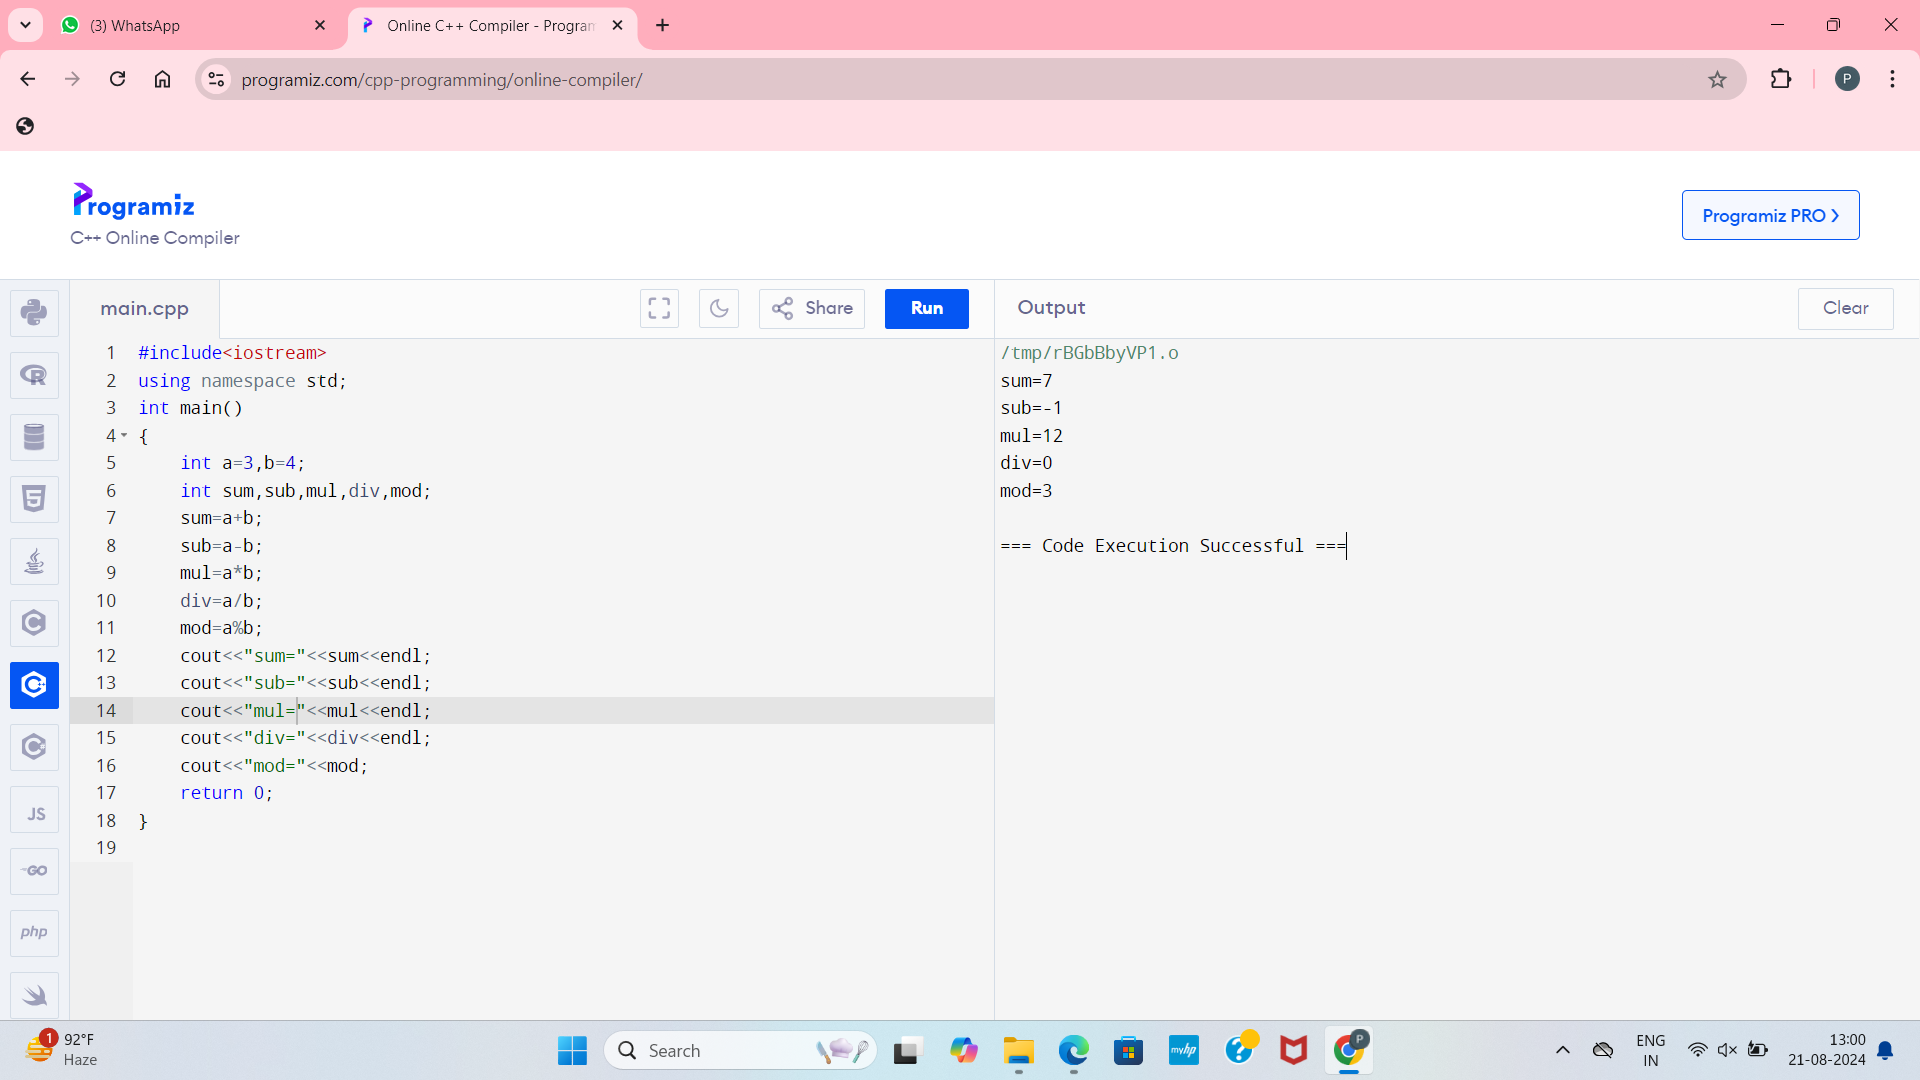 (3) WhatsApp
Online C++ Compiler - Program
programiz.com/cpp-programming/online-compiler/
P
Programiz
C++ Online Compiler
Programiz PRO
main.cpp
Share
Run
Output
Clear
1 #include<iostream>
2 using namespace std;
3 int main()
4 {
5 int a=3,b=4;
6 int sum,sub,mul,div,mod;
7 sum=a+b;
8 sub=a-b;
9 mul=a*b;
10 div=a/b;
11 mod=a%b;
12 cout<<"sum="<<sum<<endl;
13 cout<<"sub="<<sub<<endl;
14 cout<<"mul="<<mul<<endl;
15 cout<<"div="<<div<<endl;
16 cout<<"mod="<<mod;
17 return 0;
18 }
19
/tmp/rBGbBbyVP1.o
sum=7
sub=-1
mul=12
div=0
mod=3
=== Code Execution Successful ===
R
5
C
C+
C#
JS
GO
php
1
92°F
Haze
Search
myhp
?
P
ENG
IN
13:00
21-08-2024